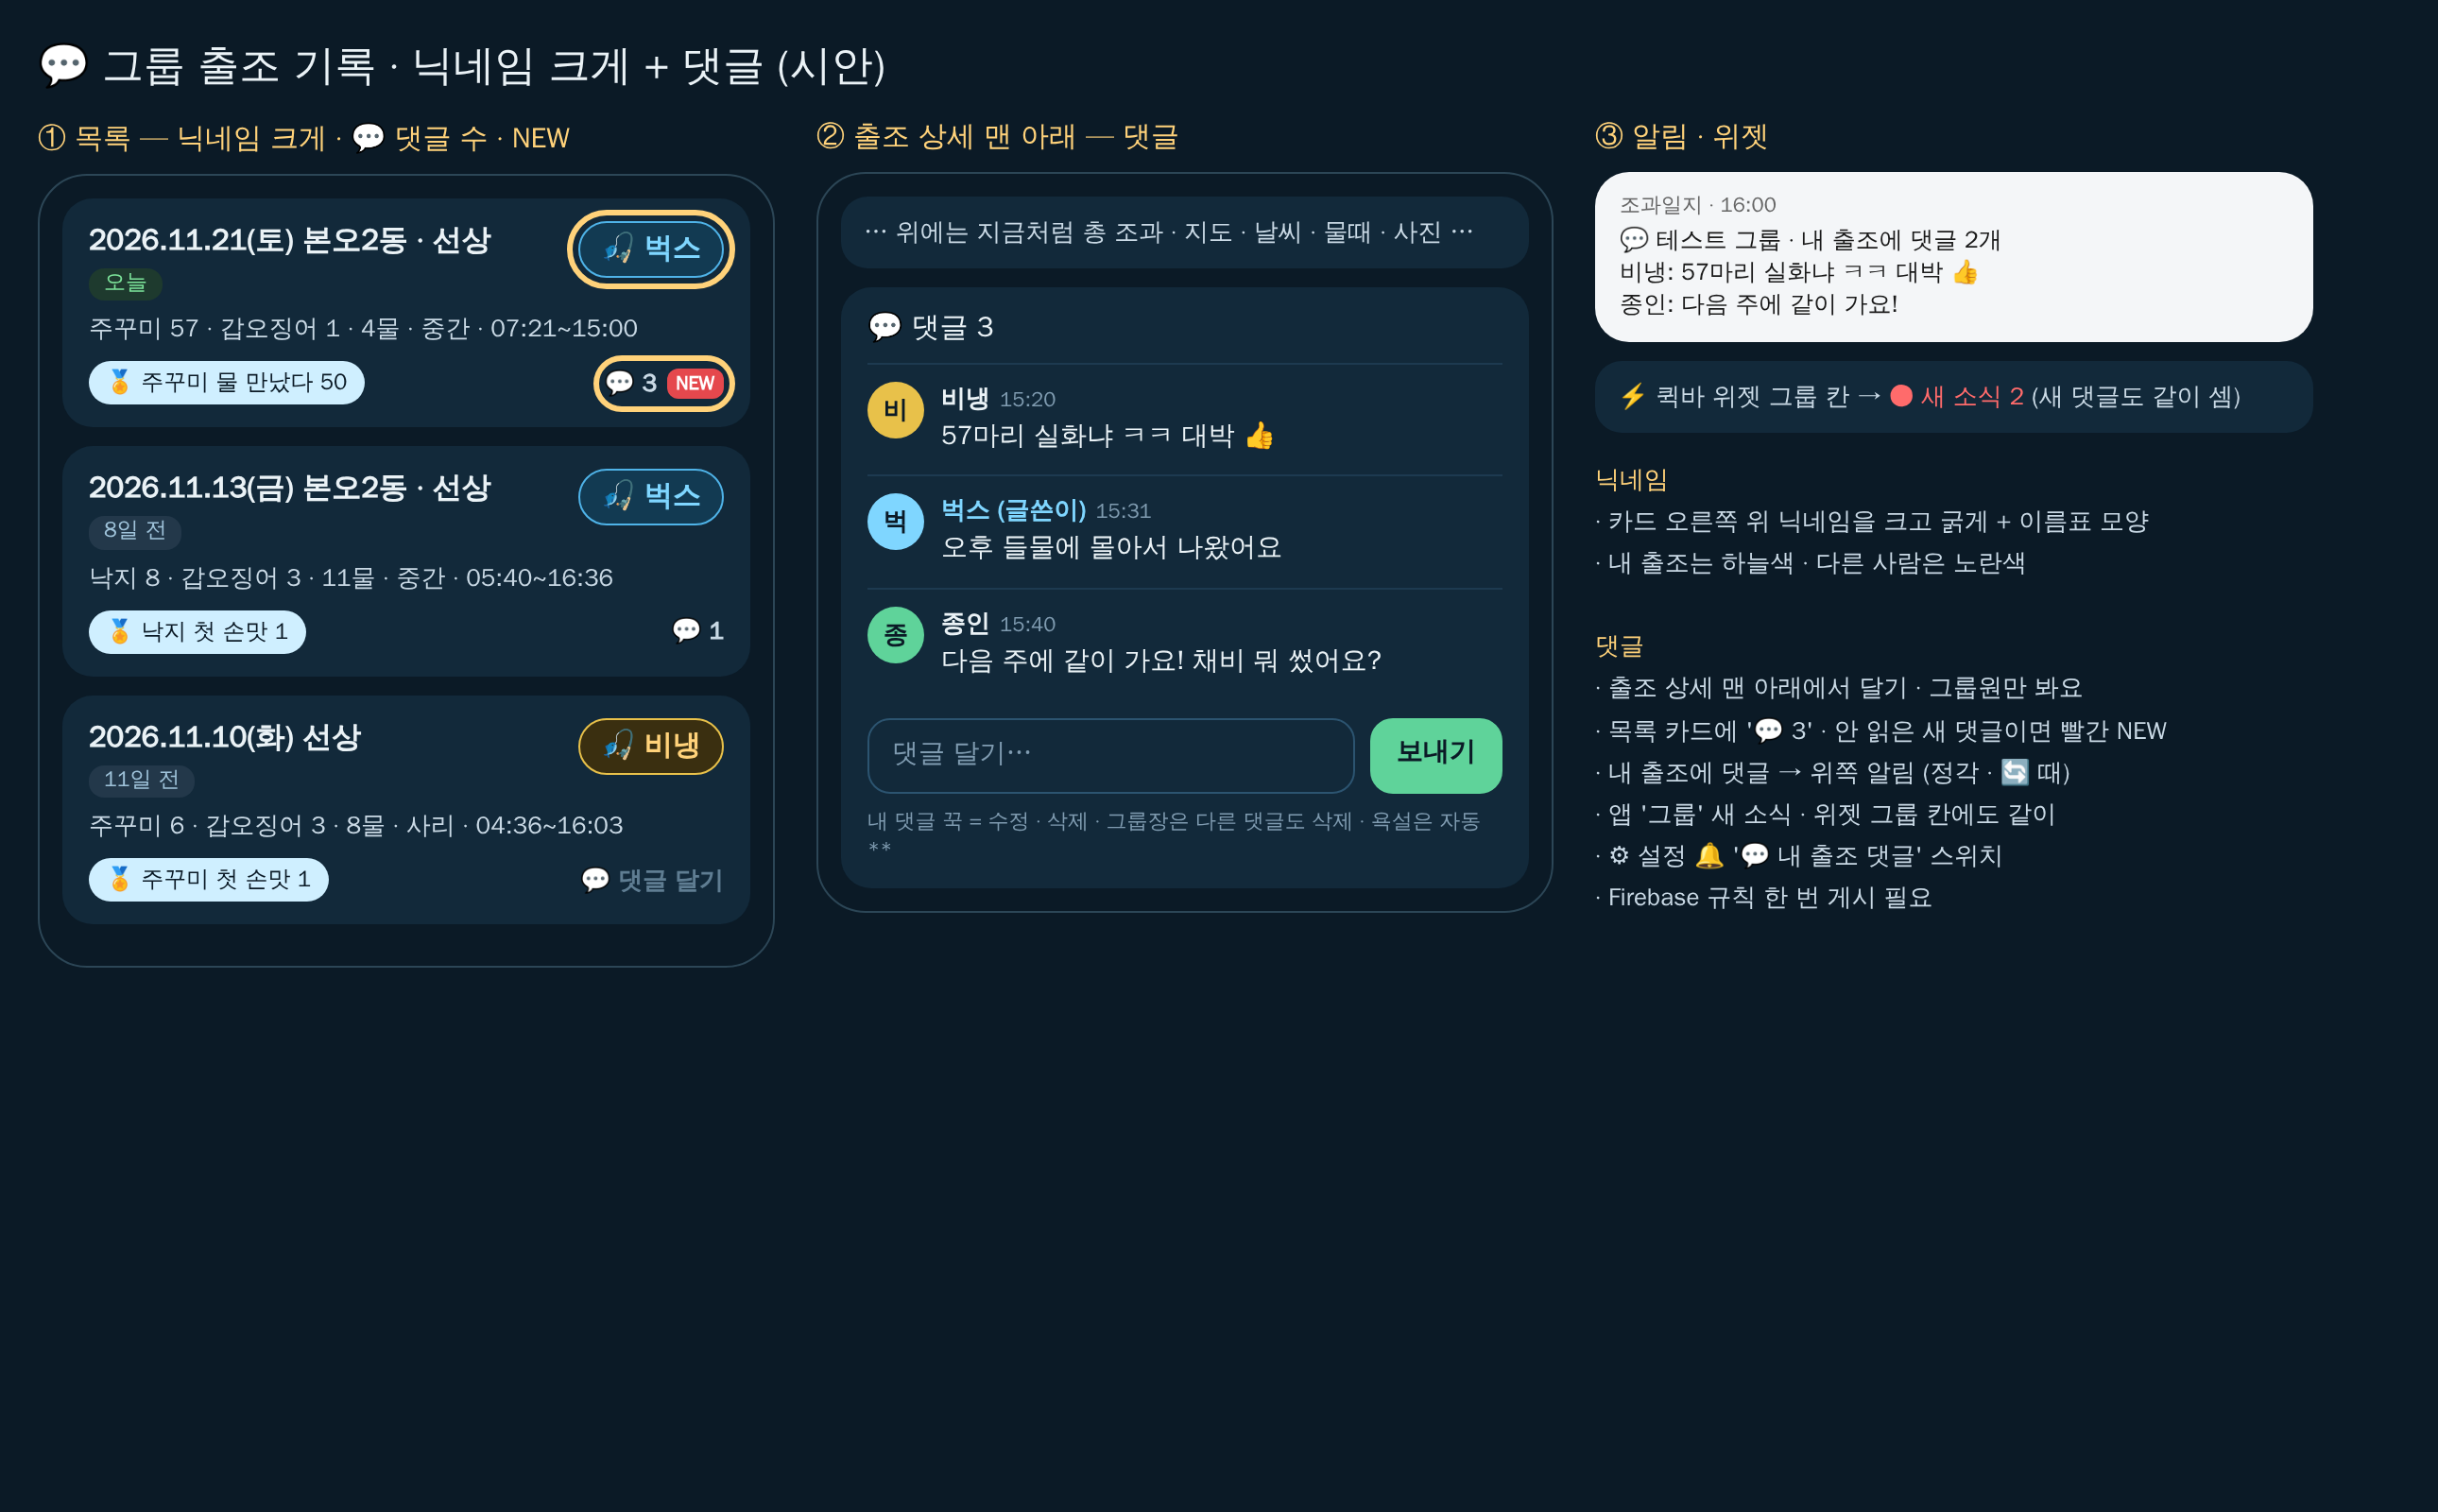 💬 그룹 출조 기록 · 닉네임 크게 + 댓글 (시안)
① 목록 — 닉네임 크게 · 💬 댓글 수 · NEW
2026.11.21(토) 본오2동 · 선상
🎣 벅스
오늘
주꾸미 57 · 갑오징어 1 · 4물 · 중간 · 07:21~15:00
🏅 주꾸미 물 만났다 50
💬 3 NEW
2026.11.13(금) 본오2동 · 선상
🎣 벅스
8일 전
낙지 8 · 갑오징어 3 · 11물 · 중간 · 05:40~16:36
🏅 낙지 첫 손맛 1
💬 1
2026.11.10(화) 선상
🎣 비냉
11일 전
주꾸미 6 · 갑오징어 3 · 8물 · 사리 · 04:36~16:03
🏅 주꾸미 첫 손맛 1
💬 댓글 달기
② 출조 상세 맨 아래 — 댓글
··· 위에는 지금처럼 총 조과 · 지도 · 날씨 · 물때 · 사진 ···
💬 댓글 3
비
비냉 15:20
57마리 실화냐 ㅋㅋ 대박 👍
벅
벅스 (글쓴이) 15:31
오후 들물에 몰아서 나왔어요
종
종인 15:40
다음 주에 같이 가요! 채비 뭐 썼어요?
댓글 달기···
보내기
내 댓글 꾹 = 수정 · 삭제 · 그룹장은 다른 댓글도 삭제 · 욕설은 자동
**
③ 알림 · 위젯
조과일지 · 16:00
💬 테스트 그룹 · 내 출조에 댓글 2개
비냉: 57마리 실화냐 ㅋㅋ 대박 👍
종인: 다음 주에 같이 가요!
⚡ 퀵바 위젯 그룹 칸 → 🔴 새 소식 2 (새 댓글도 같이 셈)
닉네임
· 카드 오른쪽 위 닉네임을 크고 굵게 + 이름표 모양
· 내 출조는 하늘색 · 다른 사람은 노란색
댓글
· 출조 상세 맨 아래에서 달기 · 그룹원만 봐요
· 목록 카드에 '💬 3' · 안 읽은 새 댓글이면 빨간 NEW
· 내 출조에 댓글 → 위쪽 알림 (정각 · 🔄 때)
· 앱 '그룹' 새 소식 · 위젯 그룹 칸에도 같이
· ⚙ 설정 🔔 '💬 내 출조 댓글' 스위치
· Firebase 규칙 한 번 게시 필요